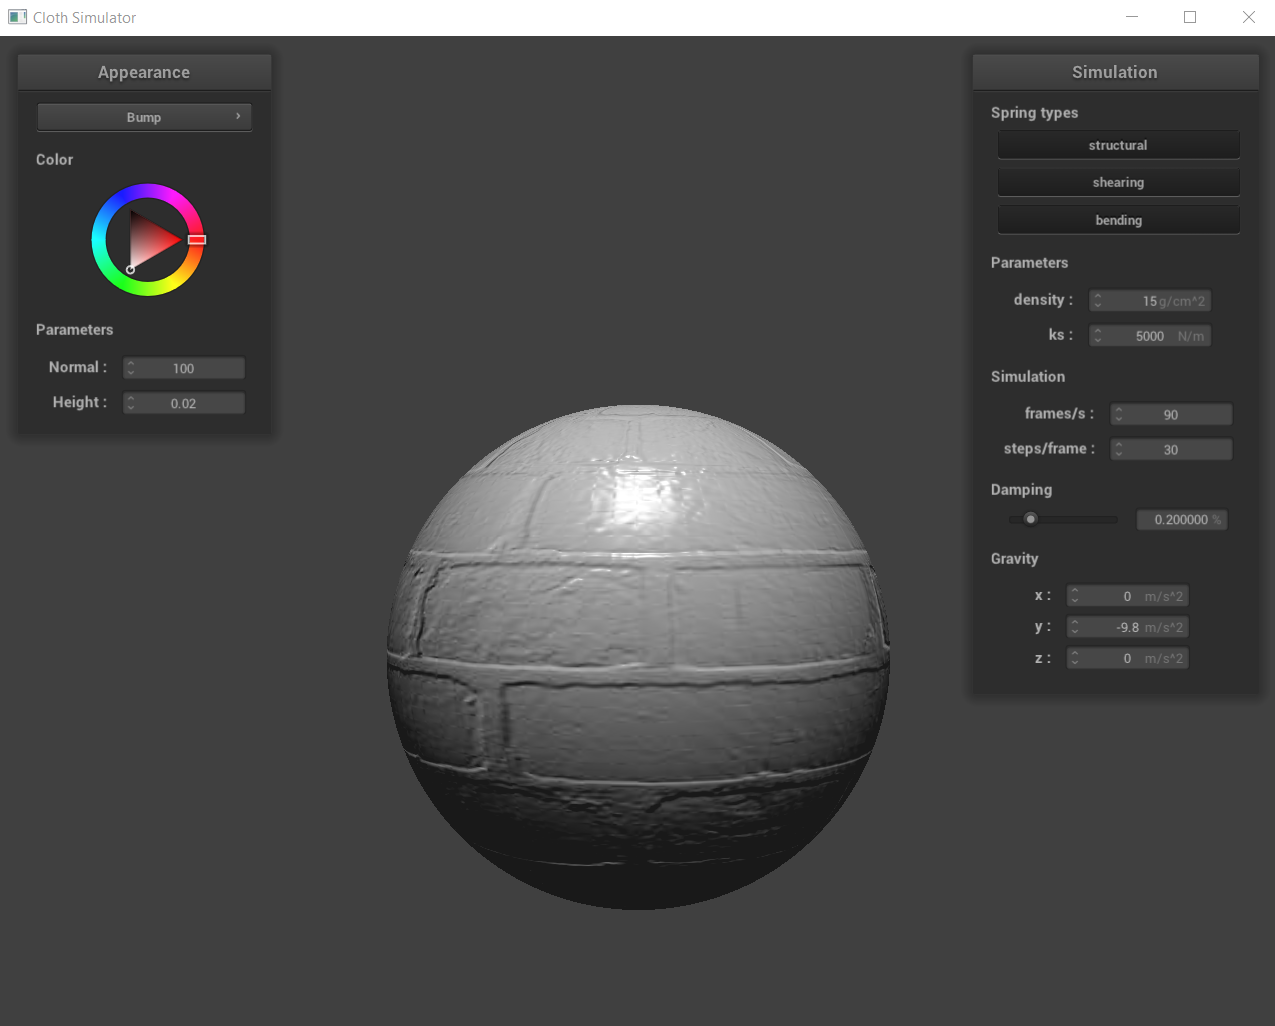 Cloth Simulator
Appearance
Bump
Color
Parameters
Normal : 100
Height : 0.02
Simulation
Spring types
structural
shearing
bending
Parameters
density : 15 g/cm^2
ks : 5000 N/m
Simulation
frames/s : 90
steps/frame : 30
Damping
0.200000 %
Gravity
x : 0 m/s^2
y : -9.8 m/s^2
z : 0 m/s^2